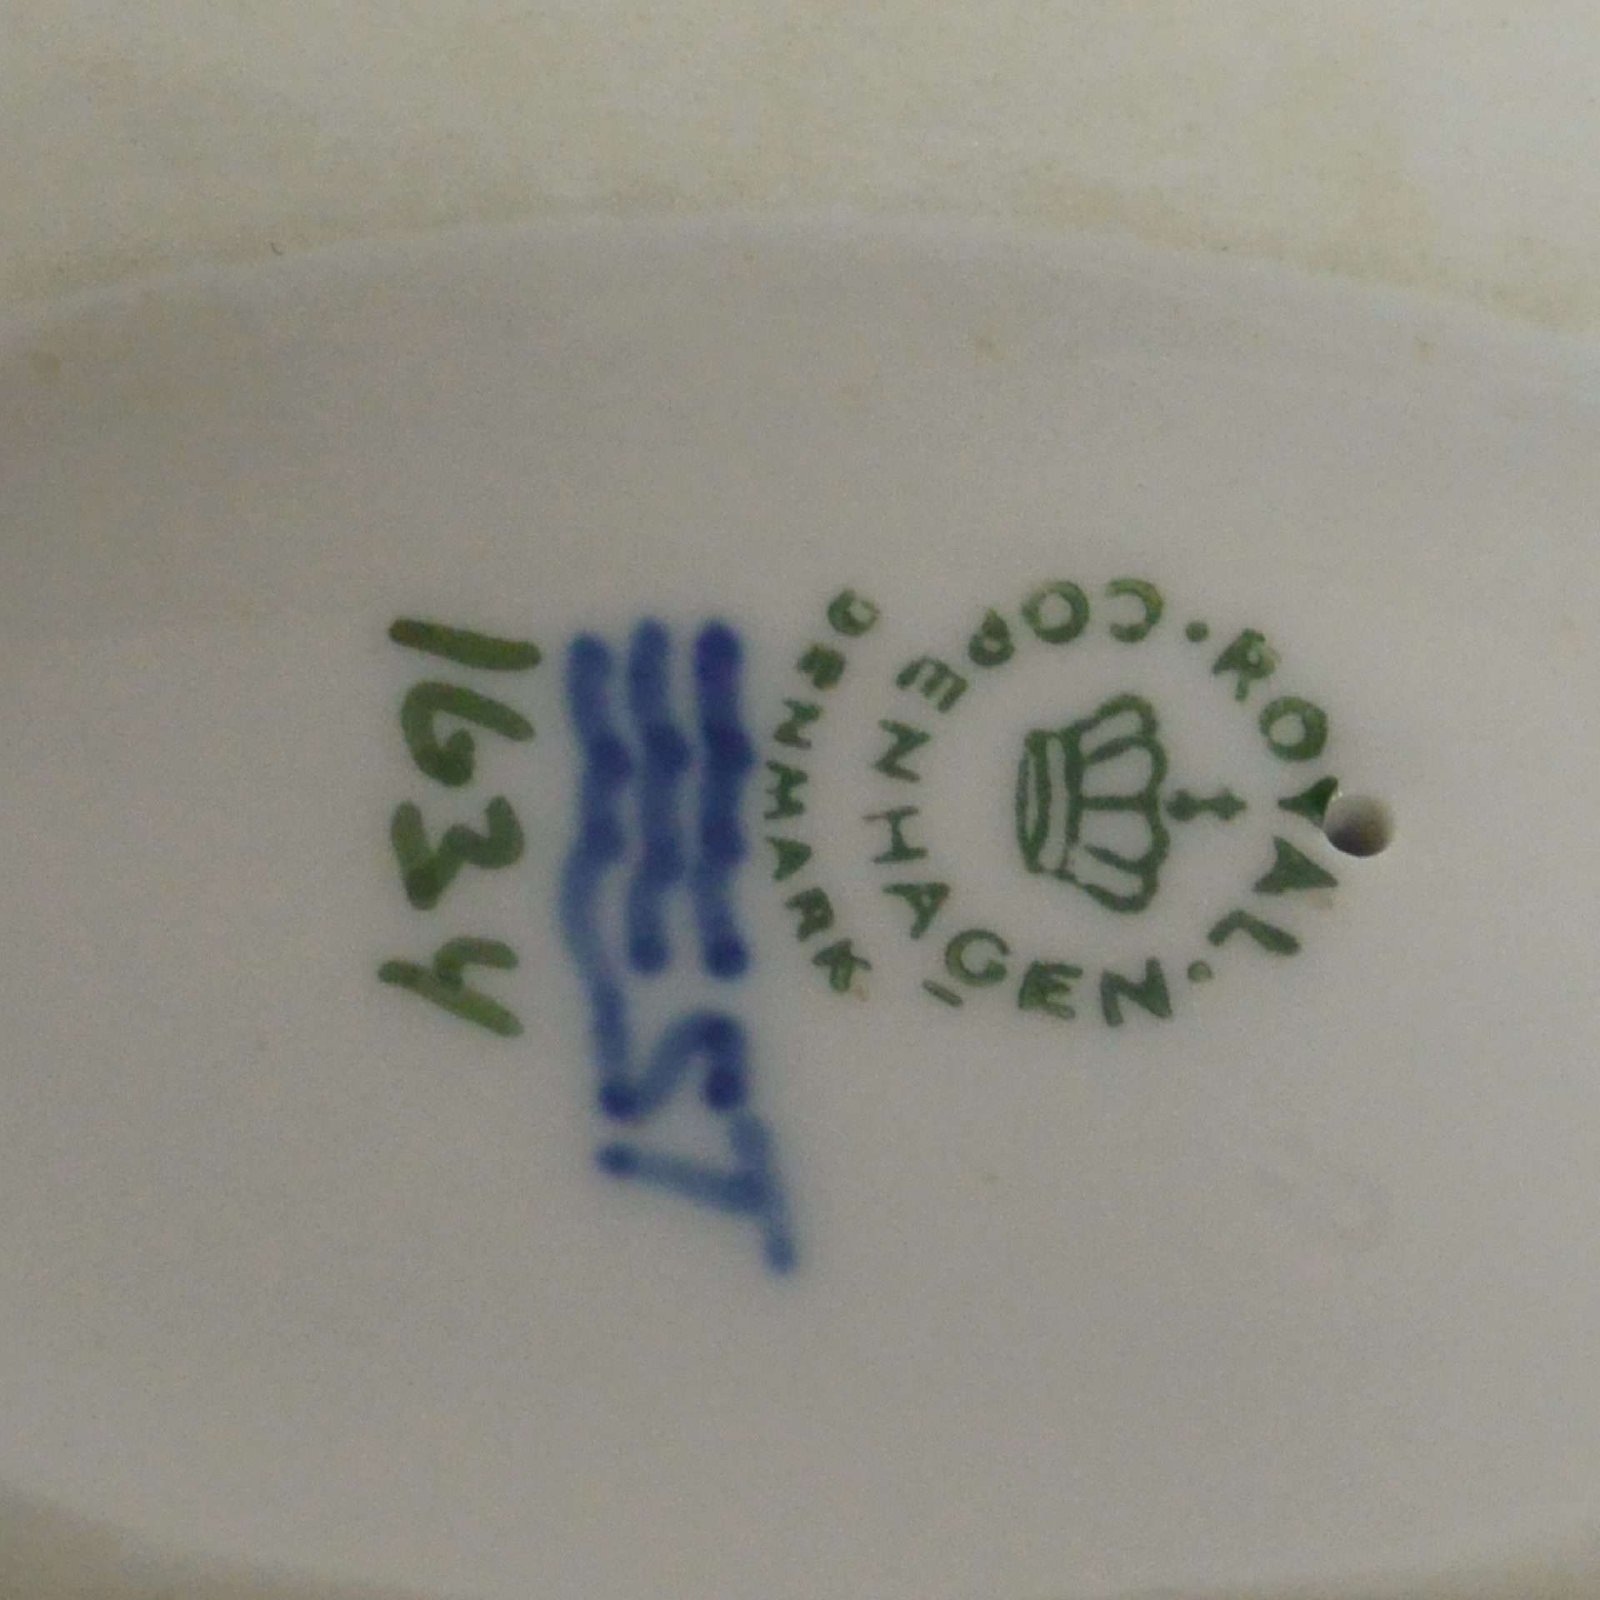 ROYAL
COPENHAGEN
DENMARK
1634